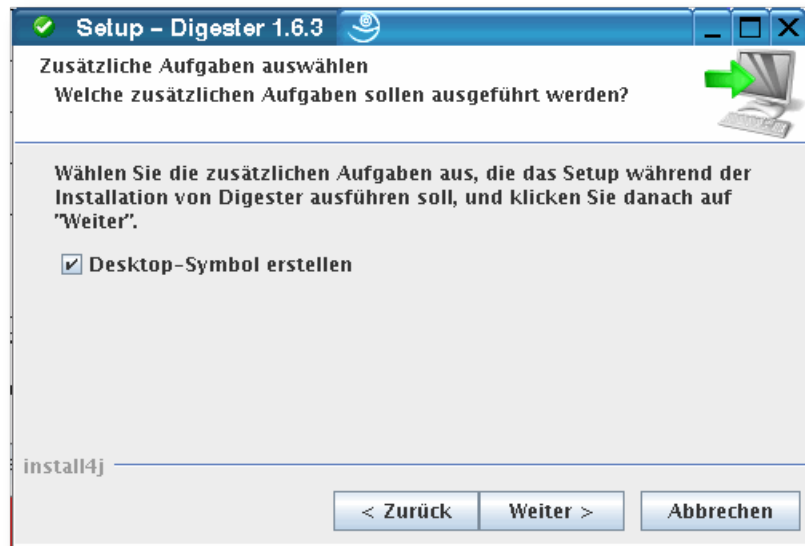 Setup – Digester 1.6.3
Zusätzliche Aufgaben auswählen
Welche zusätzlichen Aufgaben sollen ausgeführt werden?
Wählen Sie die zusätzlichen Aufgaben aus, die das Setup während der
Installation von Digester ausführen soll, und klicken Sie danach auf
"Weiter".
Desktop-Symbol erstellen
install4j
< Zurück Weiter > Abbrechen